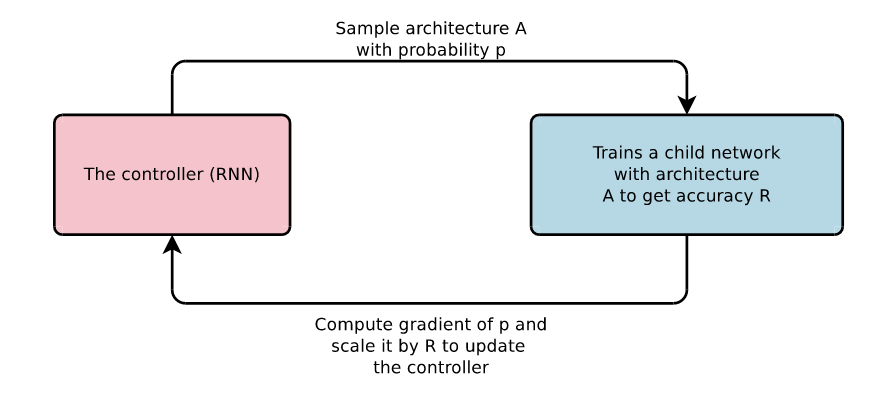 Sample architecture A
with probability p
The controller (RNN)
Trains a child network
with architecture
A to get accuracy R
Compute gradient of p and
scale it by R to update
the controller